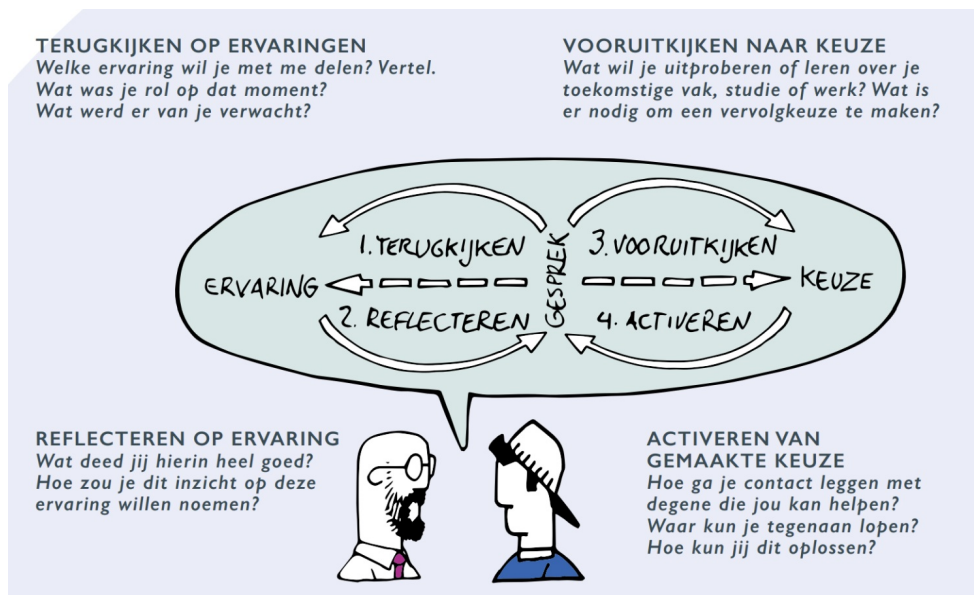 TERUGKIJKEN OP ERVARINGEN
Welke ervaring wil je met me delen? Vertel.
Wat was je rol op dat moment?
Wat werd er van je verwacht?
VOORUITKIJKEN NAAR KEUZE
Wat wil je uitproberen of leren over je
toekomstige vak, studie of werk? Wat is
er nodig om een vervolgkeuze te maken?
1. TERUGKIJKEN
3. VOORUITKIJKEN
ERVARING
GESPREK
KEUZE
2. REFLECTEREN
4. ACTIVEREN
REFLECTEREN OP ERVARING
Wat deed jij hierin heel goed?
Hoe zou je dit inzicht op deze
ervaring willen noemen?
ACTIVEREN VAN
GEMAAKTE KEUZE
Hoe ga je contact leggen met
degene die jou kan helpen?
Waar kun je tegenaan lopen?
Hoe kun jij dit oplossen?